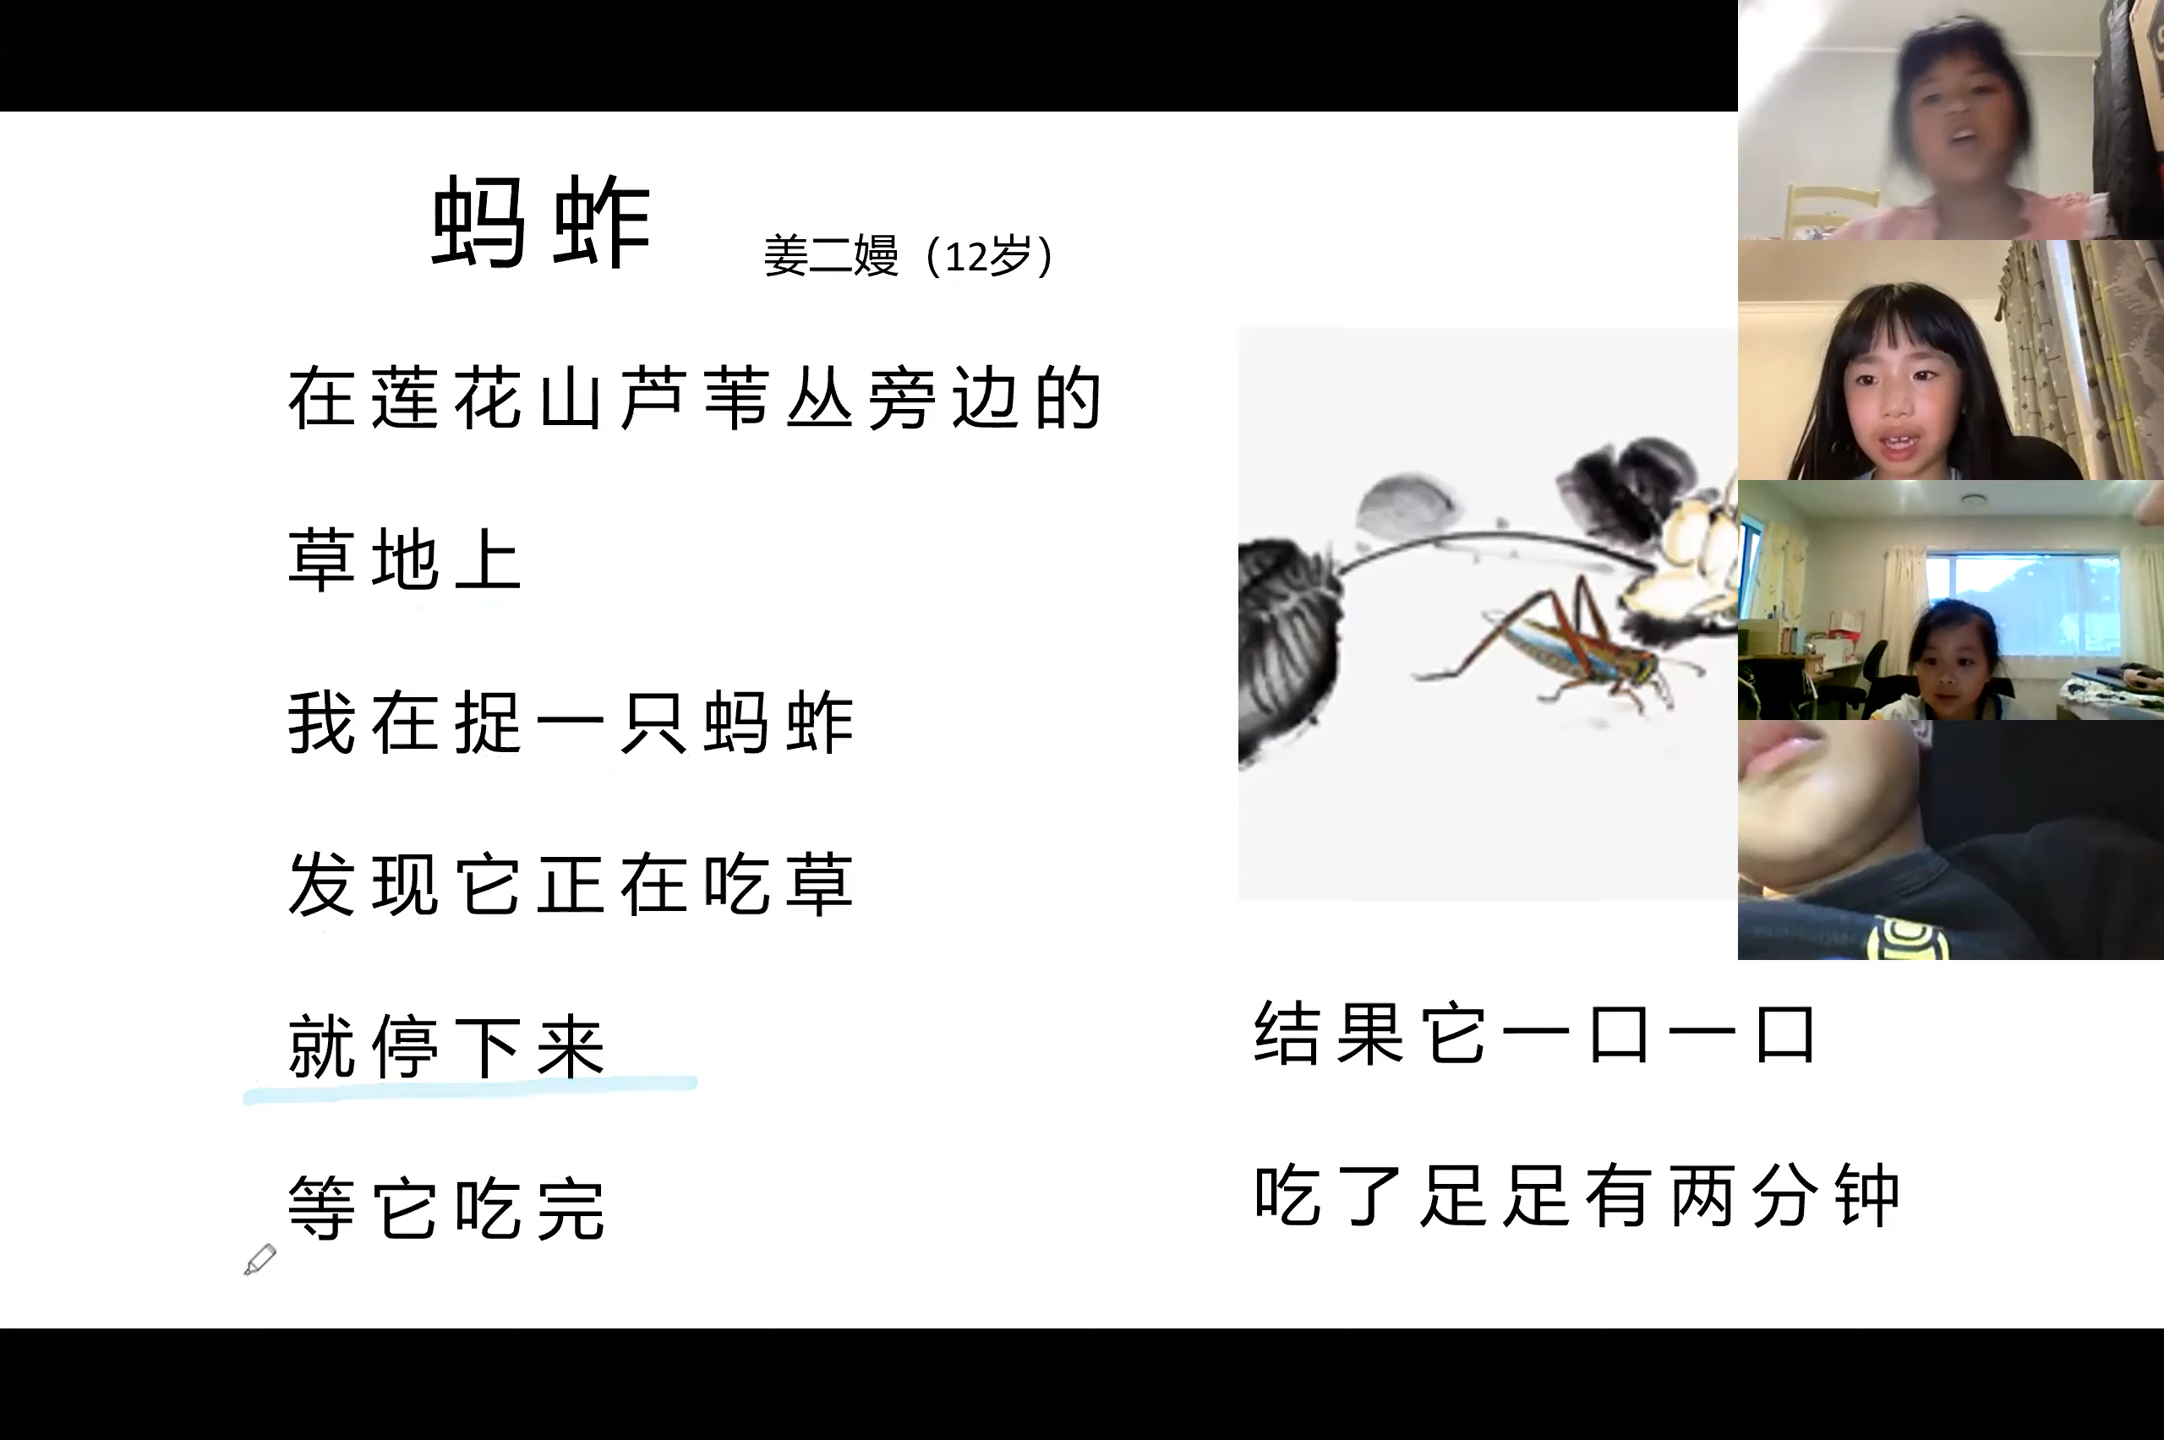 蚂蚱
姜二嫚（12岁）
在莲花山芦苇丛旁边的
草地上
我在捉一只蚂蚱
发现它正在吃草
就停下来
等它吃完
结果它一口一口
吃了足足有两分钟